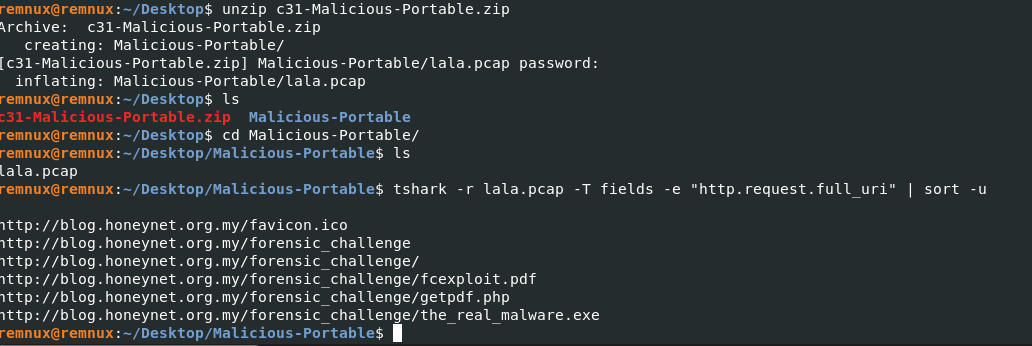 remnux@remnux:~/Desktop$ unzip c31-Malicious-Portable.zip
Archive:  c31-Malicious-Portable.zip
   creating: Malicious-Portable/
[c31-Malicious-Portable.zip] Malicious-Portable/lala.pcap password:
  inflating: Malicious-Portable/lala.pcap
remnux@remnux:~/Desktop$ ls
c31-Malicious-Portable.zip  Malicious-Portable
remnux@remnux:~/Desktop$ cd Malicious-Portable/
remnux@remnux:~/Desktop/Malicious-Portable$ ls
lala.pcap
remnux@remnux:~/Desktop/Malicious-Portable$ tshark -r lala.pcap -T fields -e "http.request.full_uri" | sort -u
http://blog.honeynet.org.my/favicon.ico
http://blog.honeynet.org.my/forensic_challenge
http://blog.honeynet.org.my/forensic_challenge/
http://blog.honeynet.org.my/forensic_challenge/fcexploit.pdf
http://blog.honeynet.org.my/forensic_challenge/getpdf.php
http://blog.honeynet.org.my/forensic_challenge/the_real_malware.exe
remnux@remnux:~/Desktop/Malicious-Portable$